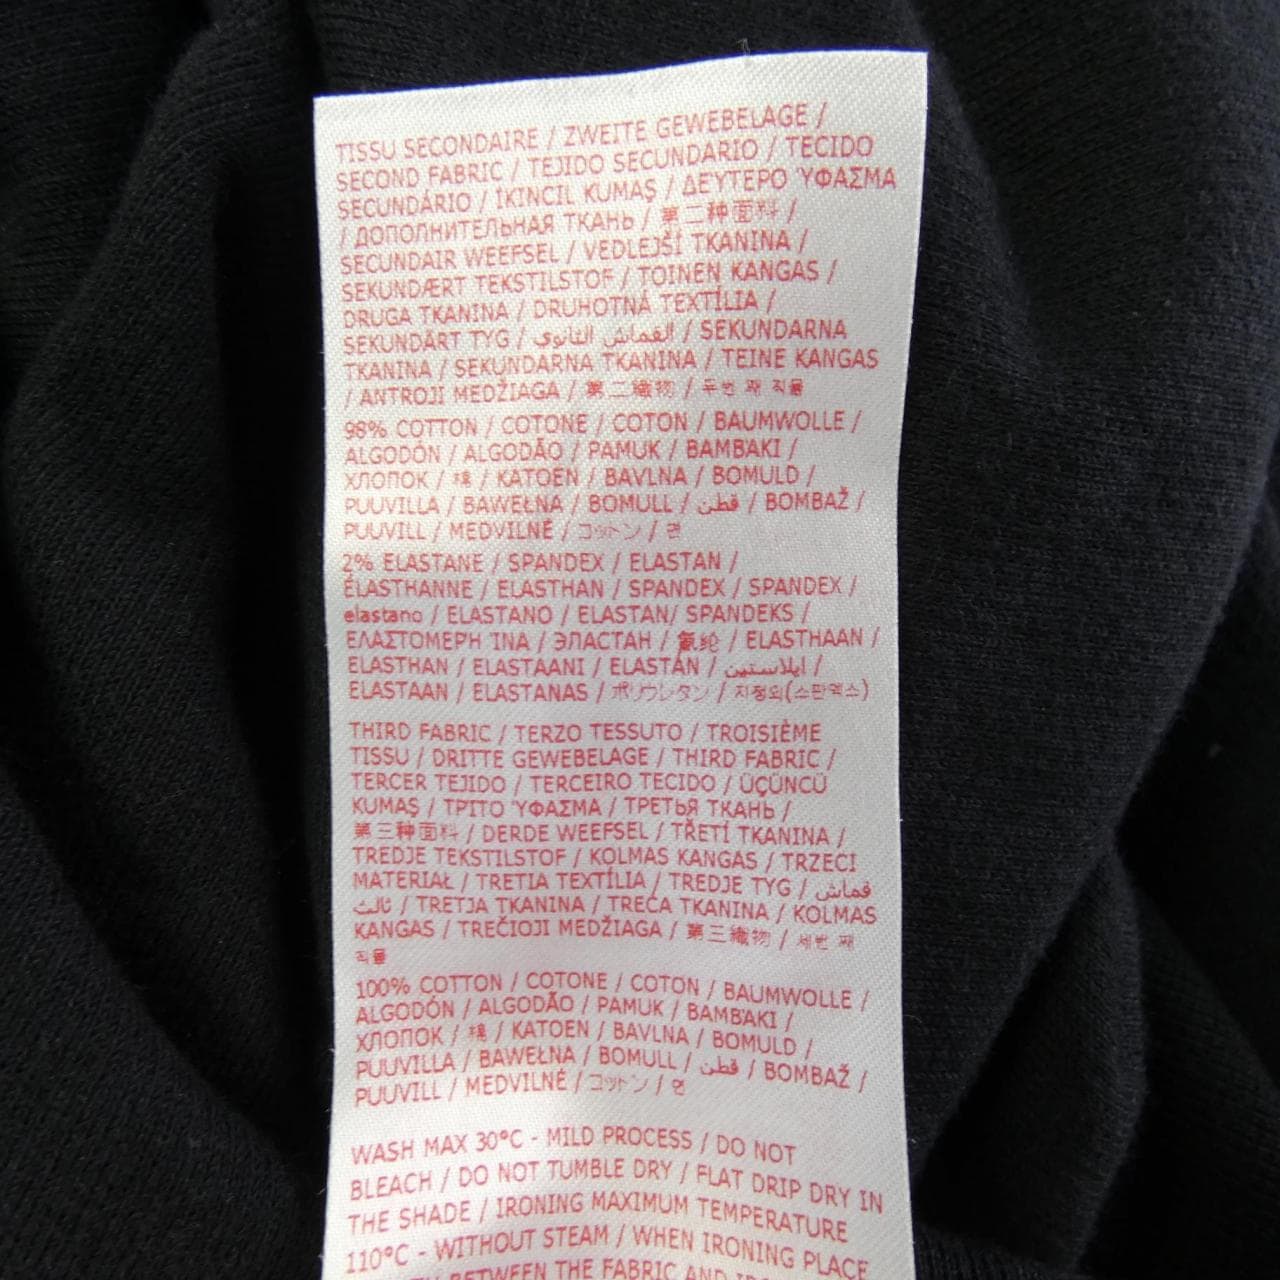 TISSU SECONDAIRE / ZWEITE GEWEBELAGE /
SECOND FABRIC / TEJIDO SECUNDARIO / TECIDO
SECUNDÁRIO / İKINCIL KUMAŞ / ΔΕΥΤΕΡΟ ΎΦΑΣΜΑ
/ ДОПОЛНИТЕЛЬНАЯ ТКАНЬ / 第二种面料 /
SECUNDAIR WEEFSEL / VEDLEJŠÍ TKANINA /
SEKUNDÆRT TEKSTILSTOF / TOINEN KANGAS /
DRUGA TKANINA / DRUHOTNÁ TEXTÍLIA /
SEKUNDÄRT TYG / القماش الثانوي / SEKUNDARNA
TKANINA / SEKUNDARNA TKANINA / TEINE KANGAS
/ ANTROJI MEDŽIAGA / 第二織物 / 두번 째 직물
98% COTTON / COTONE / COTON / BAUMWOLLE /
ALGODÓN / ALGODÃO / PAMUK / ΒΑΜΒΆΚΙ /
ХЛОПОК / 棉 / KATOEN / BAVLNA / BOMULD /
PUUVILLA / BAWEŁNA / BOMULL / قطن / BOMBAŽ /
PUUVILL / MEDVILNĖ / コットン / 면
2% ELASTANE / SPANDEX / ELASTAN /
ÉLASTHANNE / ELASTHAN / SPANDEX / SPANDEX /
elastano / ELASTANO / ELASTAN/ SPANDEKS /
ΕΛΑΣΤΟΜΕΡΗ ΊΝΑ / ЭЛАСТАН / 氨纶 / ELASTHAAN /
ELASTHAN / ELASTAANI / ELASTÁN / ايلاستين /
ELASTAAN / ELASTANAS / ポリウレタン / 지정외(스판덱스)
THIRD FABRIC / TERZO TESSUTO / TROISIÈME
TISSU / DRITTE GEWEBELAGE / THIRD FABRIC /
TERCER TEJIDO / TERCEIRO TECIDO / ÜÇÜNCÜ
KUMAŞ / ΤΡΙΤΟ ΎΦΑΣΜΑ / ТРЕТЬЯ ТКАНЬ /
第三种面料 / DERDE WEEFSEL / TŘETÍ TKANINA /
TREDJE TEKSTILSTOF / KOLMAS KANGAS / TRZECI
MATERIAŁ / TRETIA TEXTÍLIA / TREDJE TYG / قماش
ثالث / TRETJA TKANINA / TREĆA TKANINA / KOLMAS
KANGAS / TREČIOJI MEDŽIAGA / 第三織物 / 세번 째
직물
100% COTTON / COTONE / COTON / BAUMWOLLE /
ALGODÓN / ALGODÃO / PAMUK / ΒΑΜΒΆΚΙ /
ХЛОПОК / 棉 / KATOEN / BAVLNA / BOMULD /
PUUVILLA / BAWEŁNA / BOMULL / قطن / BOMBAŽ /
PUUVILL / MEDVILNĖ / コットン / 면
WASH MAX 30°C - MILD PROCESS / DO NOT
BLEACH / DO NOT TUMBLE DRY / FLAT DRIP DRY IN
THE SHADE / IRONING MAXIMUM TEMPERATURE
110°C - WITHOUT STEAM / WHEN IRONING PLACE
BETWEEN THE FABRIC AND